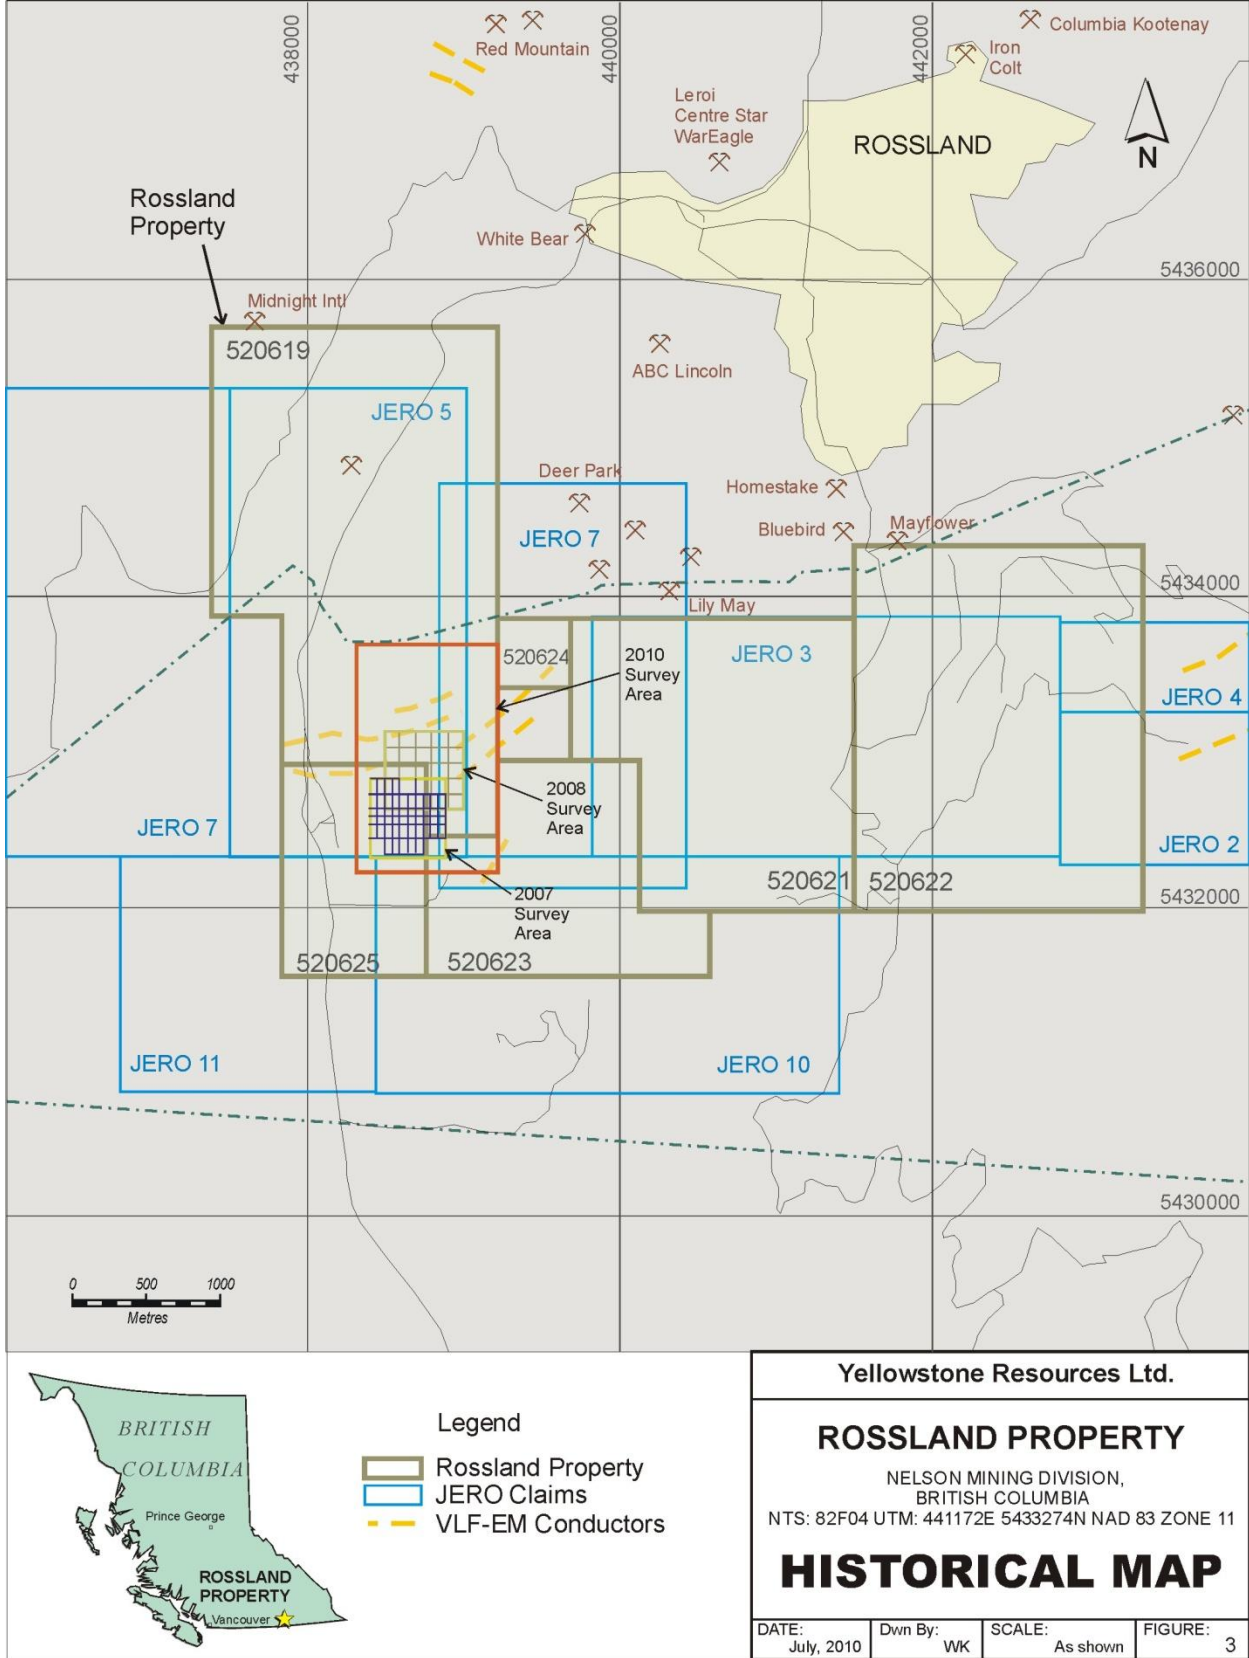 438000
440000
442000
Red Mountain
Columbia Kootenay
Iron
Colt
Leroi
Centre Star
WarEagle
ROSSLAND
N
Rossland
Property
White Bear
5436000
Midnight Intl
520619
ABC Lincoln
JERO 5
Deer Park
Homestake
JERO 7
Bluebird
Mayflower
5434000
Lily May
520624
2010
Survey
Area
JERO 3
JERO 4
2008
Survey
Area
JERO 7
JERO 2
520621
520622
2007
Survey
Area
5432000
520625
520623
JERO 11
JERO 10
5430000
0 500 1000
Metres
BRITISH
COLUMBIA
Prince George
ROSSLAND
PROPERTY
Vancouver
Legend
Rossland Property
JERO Claims
VLF-EM Conductors
Yellowstone Resources Ltd.
ROSSLAND PROPERTY
NELSON MINING DIVISION,
BRITISH COLUMBIA
NTS: 82F04 UTM: 441172E 5433274N NAD 83 ZONE 11
HISTORICAL MAP
DATE: Dwn By: SCALE: FIGURE:
July, 2010 WK As shown 3